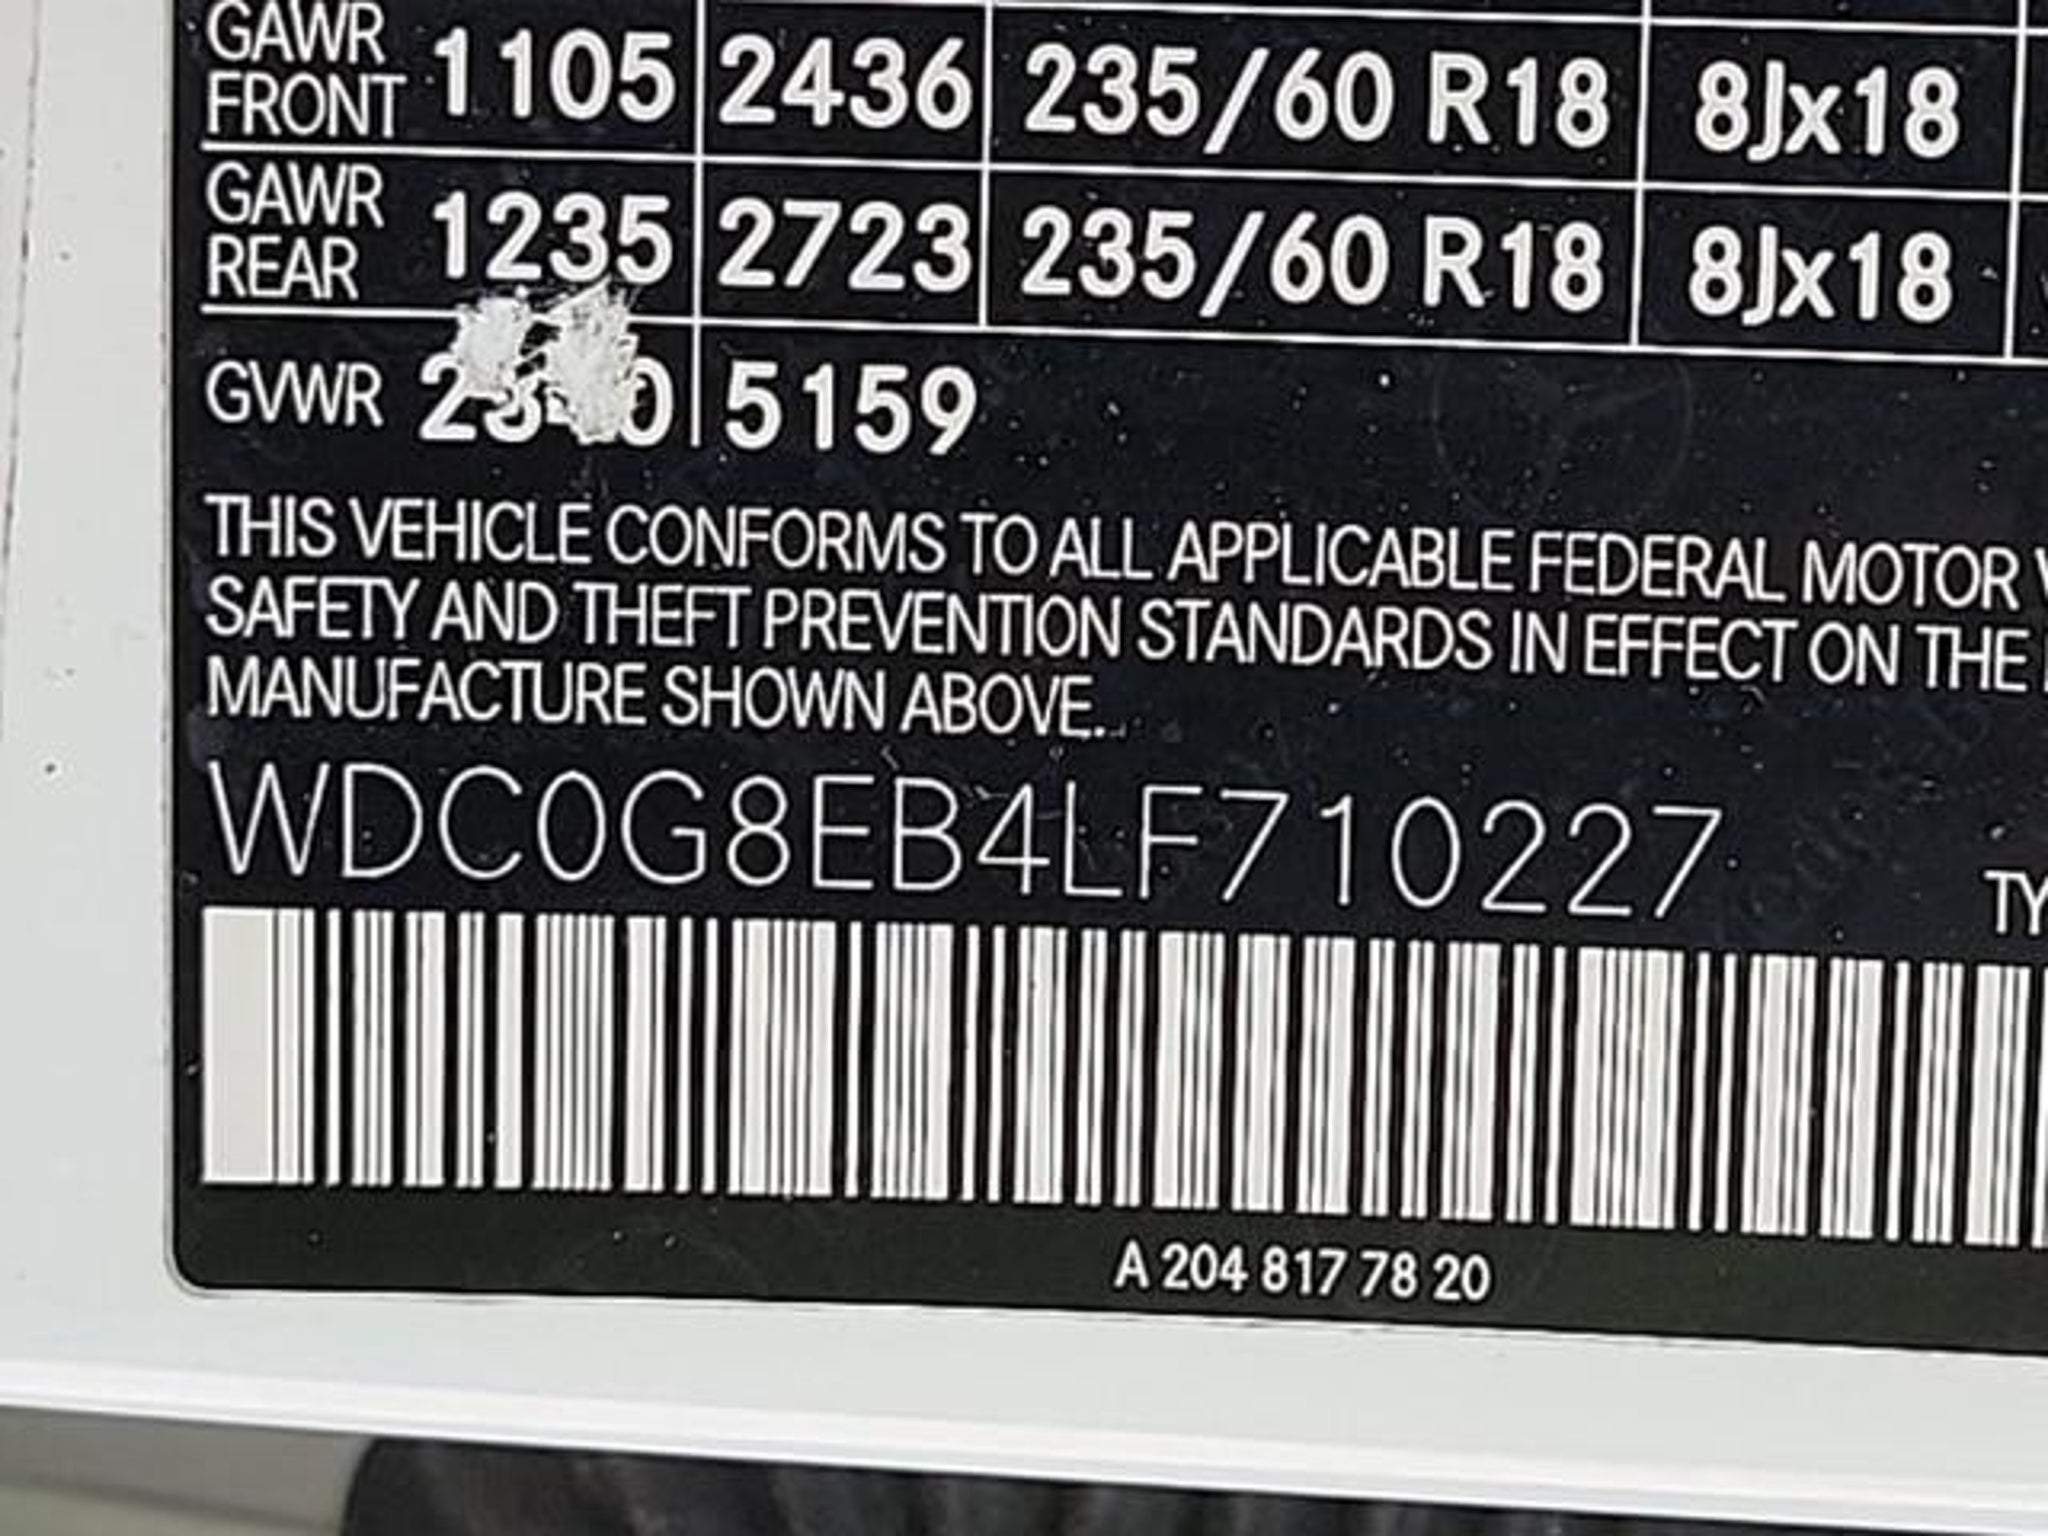 GAWR FRONT 1105 2436 235/60 R18 8Jx18
GAWR REAR 1235 2723 235/60 R18 8Jx18
GVWR 5159
THIS VEHICLE CONFORMS TO ALL APPLICABLE FEDERAL MOTOR
SAFETY AND THEFT PREVENTION STANDARDS IN EFFECT ON THE
MANUFACTURE SHOWN ABOVE.
WDC0G8EB4LF710227 TY
A 204 817 78 20